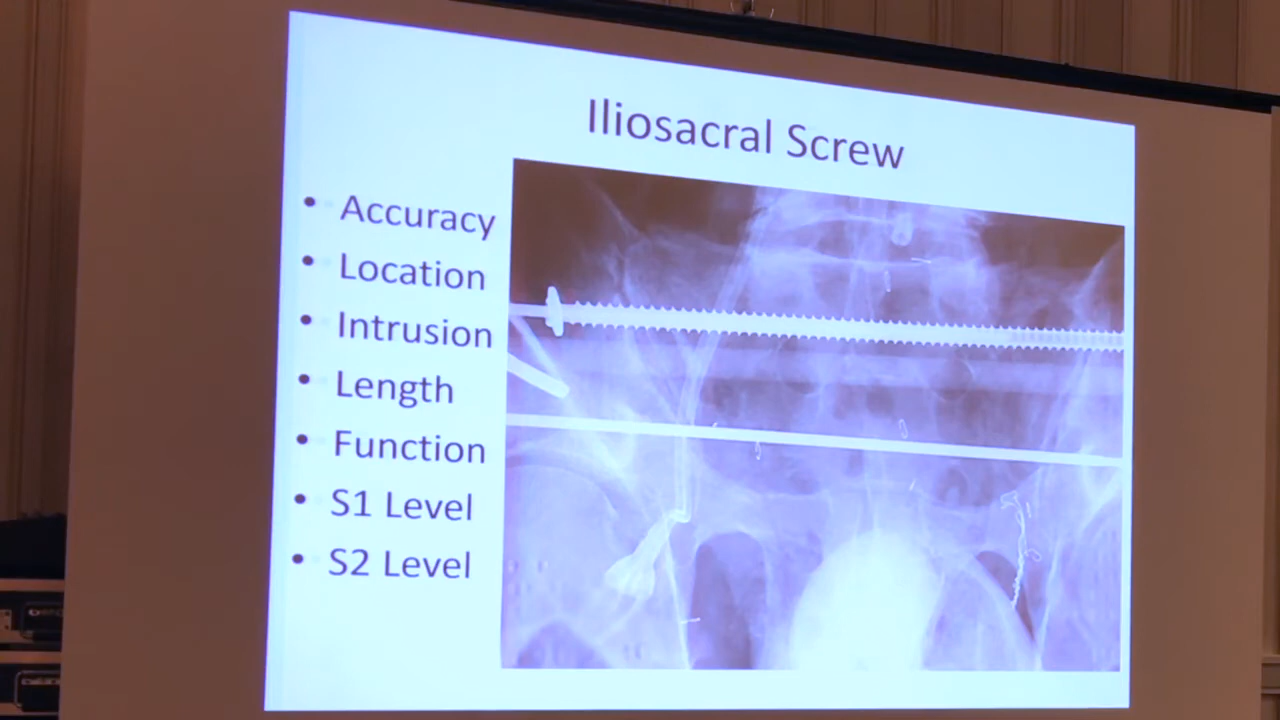 Iliosacral Screw
• Accuracy
• Location
• Intrusion
• Length
• Function
• S1 Level
• S2 Level